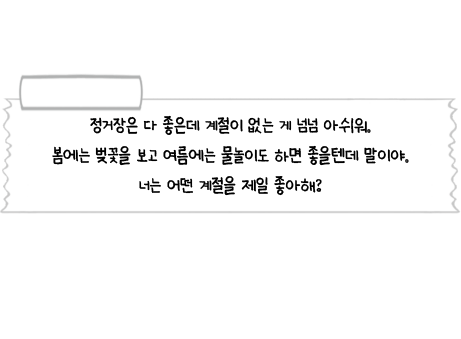 정거장은 다 좋은데 계절이 없는 게 넘넘 아쉬워.
봄에는 벚꽃을 보고 여름에는 물놀이도 하면 좋을텐데 말이야.
너는 어떤 계절을 제일 좋아해?